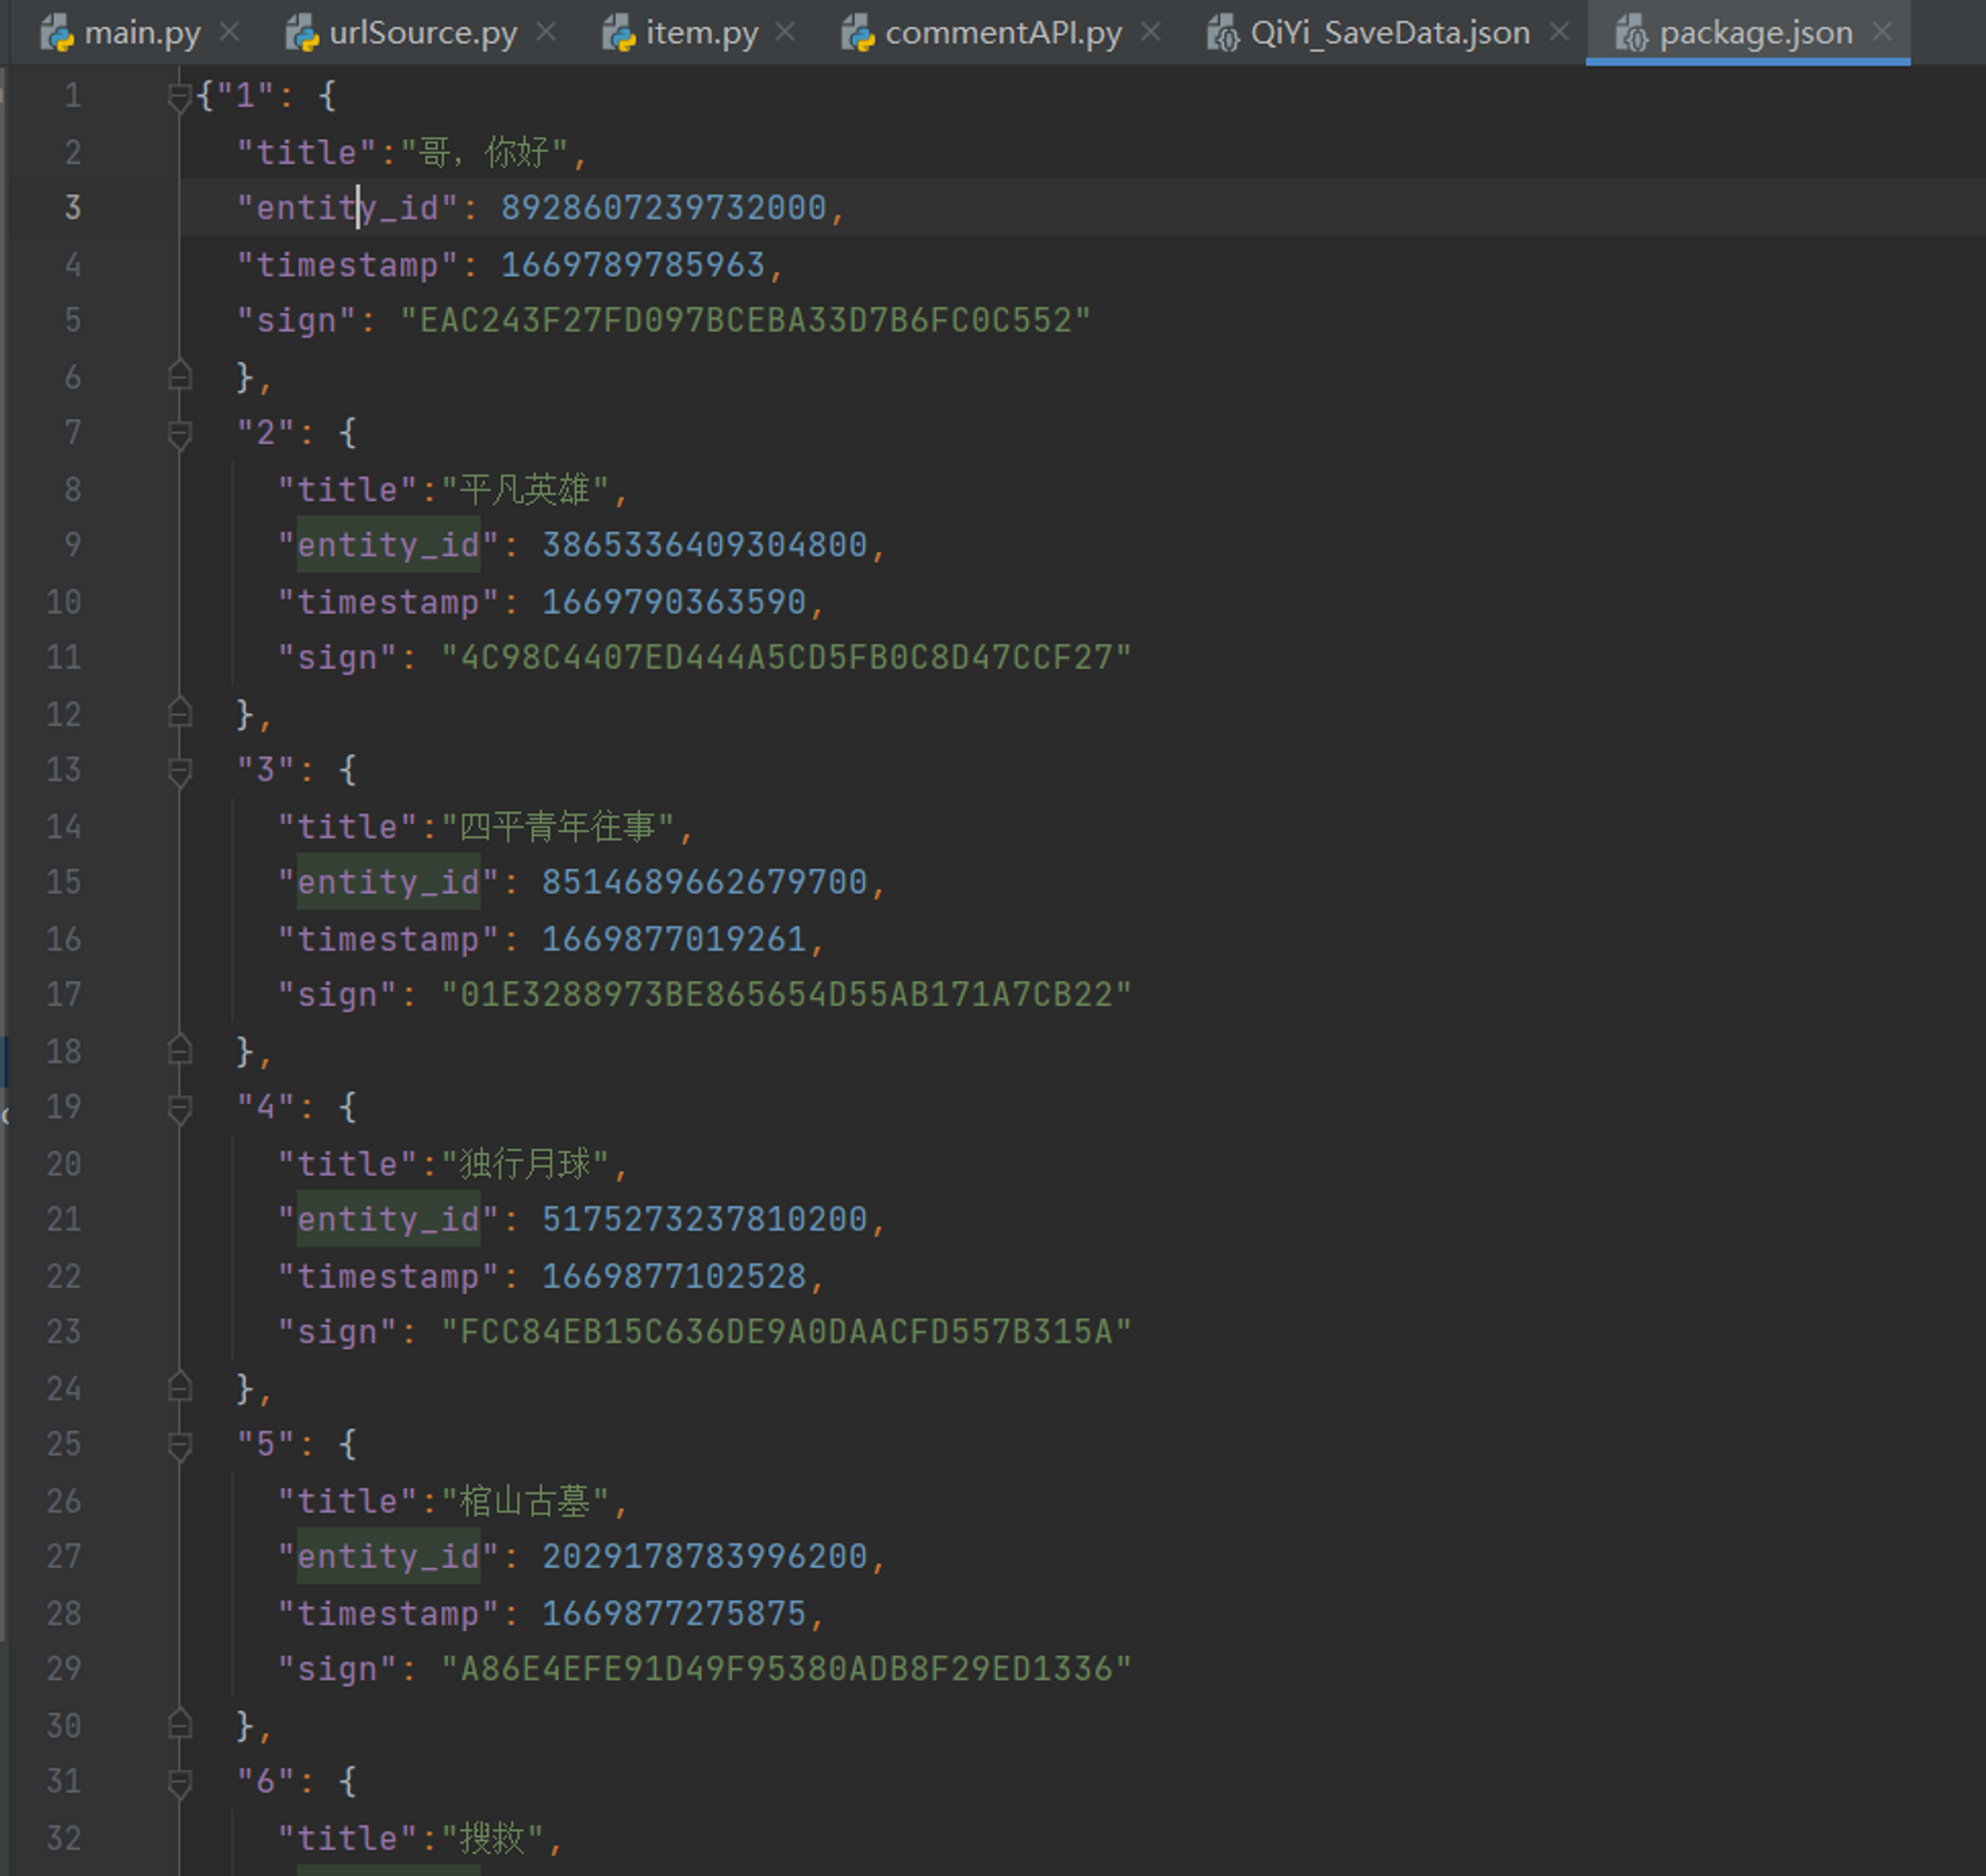 main.py urlSource.py item.py commentAPI.py QiYi_SaveData.json package.json
1 {"1": {
2 "title":"哥，你好",
3 "entity_id": 8928607239732000,
4 "timestamp": 1669789785963,
5 "sign": "EAC243F27FD097BCEBA33D7B6FC0C552"
6 },
7 "2": {
8 "title":"平凡英雄",
9 "entity_id": 3865336409304800,
10 "timestamp": 1669790363590,
11 "sign": "4C98C4407ED444A5CD5FB0C8D47CCF27"
12 },
13 "3": {
14 "title":"四平青年往事",
15 "entity_id": 8514689662679700,
16 "timestamp": 1669877019261,
17 "sign": "01E3288973BE865654D55AB171A7CB22"
18 },
19 "4": {
20 "title":"独行月球",
21 "entity_id": 5175273237810200,
22 "timestamp": 1669877102528,
23 "sign": "FCC84EB15C636DE9A0DAACFD557B315A"
24 },
25 "5": {
26 "title":"棺山古墓",
27 "entity_id": 2029178783996200,
28 "timestamp": 1669877275875,
29 "sign": "A86E4EFE91D49F95380ADB8F29ED1336"
30 },
31 "6": {
32 "title":"搜救",